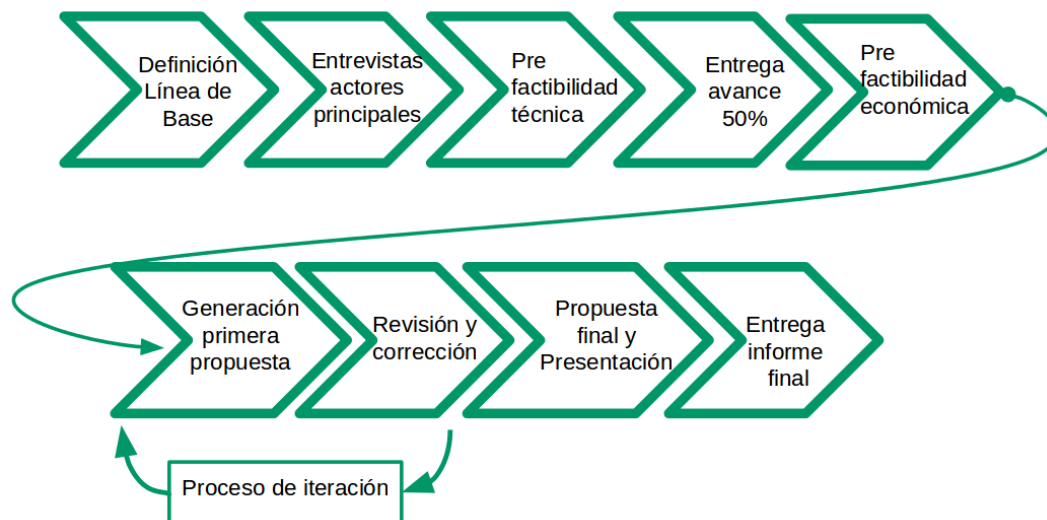 Definición
Línea de
Base
Entrevistas
actores
principales
Pre
factibilidad
técnica
Entrega
avance
50%
Pre
factibilidad
económica
Generación
primera
propuesta
Revisión y
corrección
Propuesta
final y
Presentación
Entrega
informe
final
Proceso de iteración